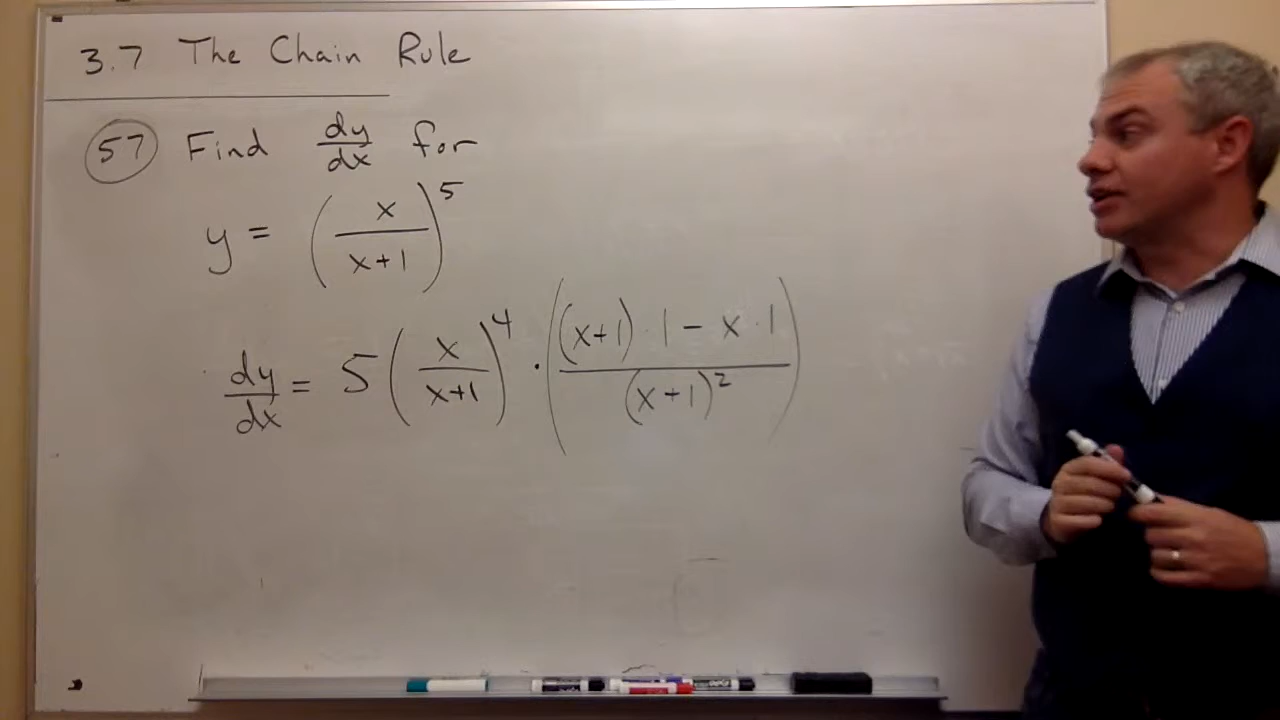 3.7 The Chain Rule
57 Find dy/dx for
y = (x/(x+1))^5
dy/dx = 5(x/(x+1))^4 · (((x+1)·1 − x·1)/(x+1)^2)